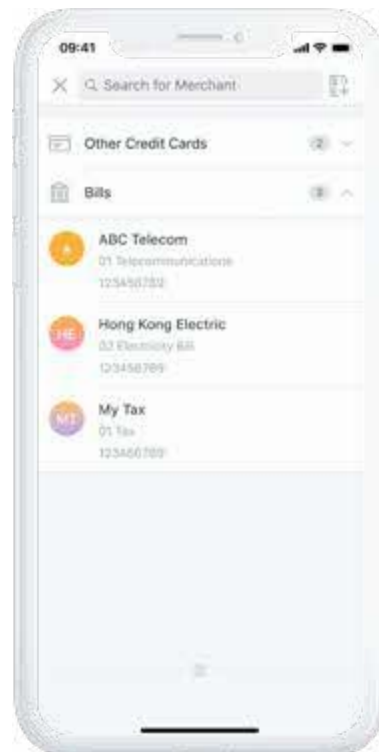 09:41
Search for Merchant
Other Credit Cards 2
Bills 3
A
ABC Telecom
01 Telecommunications
123456789
HE
Hong Kong Electric
02 Electricity Bill
123456789
MT
My Tax
01 Tax
123456789